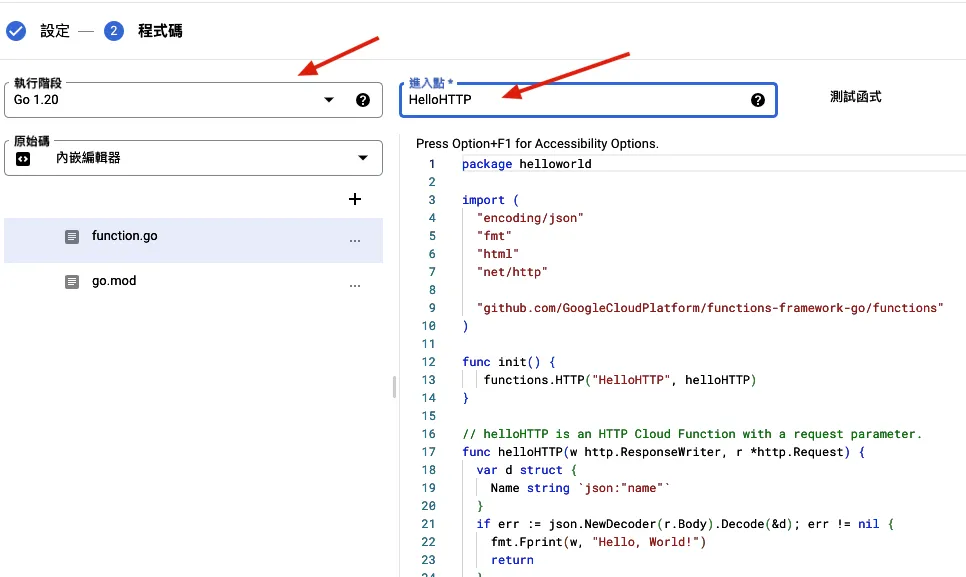 設定 — 2 程式碼
執行階段
Go 1.20
進入點 *
HelloHTTP
測試函式
原始碼
內嵌編輯器
+
function.go ...
go.mod ...
Press Option+F1 for Accessibility Options.
1 package helloworld
2
3 import (
4 "encoding/json"
5 "fmt"
6 "html"
7 "net/http"
8
9 "github.com/GoogleCloudPlatform/functions-framework-go/functions"
10 )
11
12 func init() {
13 functions.HTTP("HelloHTTP", helloHTTP)
14 }
15
16 // helloHTTP is an HTTP Cloud Function with a request parameter.
17 func helloHTTP(w http.ResponseWriter, r *http.Request) {
18 var d struct {
19 Name string `json:"name"`
20 }
21 if err := json.NewDecoder(r.Body).Decode(&d); err != nil {
22 fmt.Fprint(w, "Hello, World!")
23 return
24 }